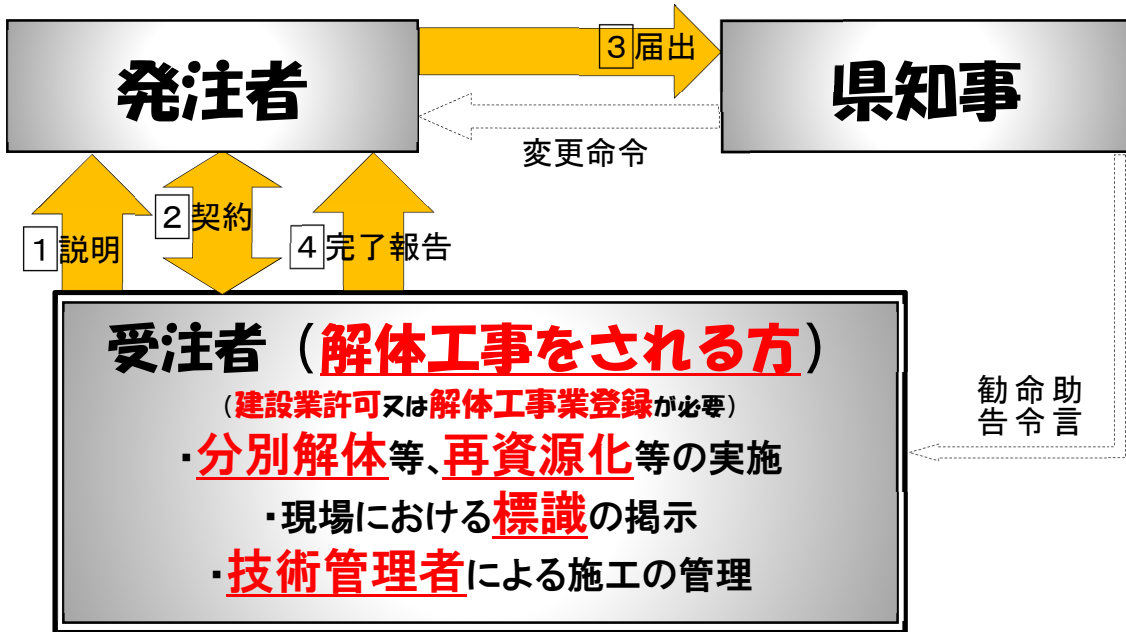 発注者
3届出
県知事
変更命令
1説明
2契約
4完了報告
受注者（解体工事をされる方）
（建設業許可又は解体工事業登録が必要）
・分別解体等、再資源化等の実施
・現場における標識の掲示
・技術管理者による施工の管理
助言
命令
勧告